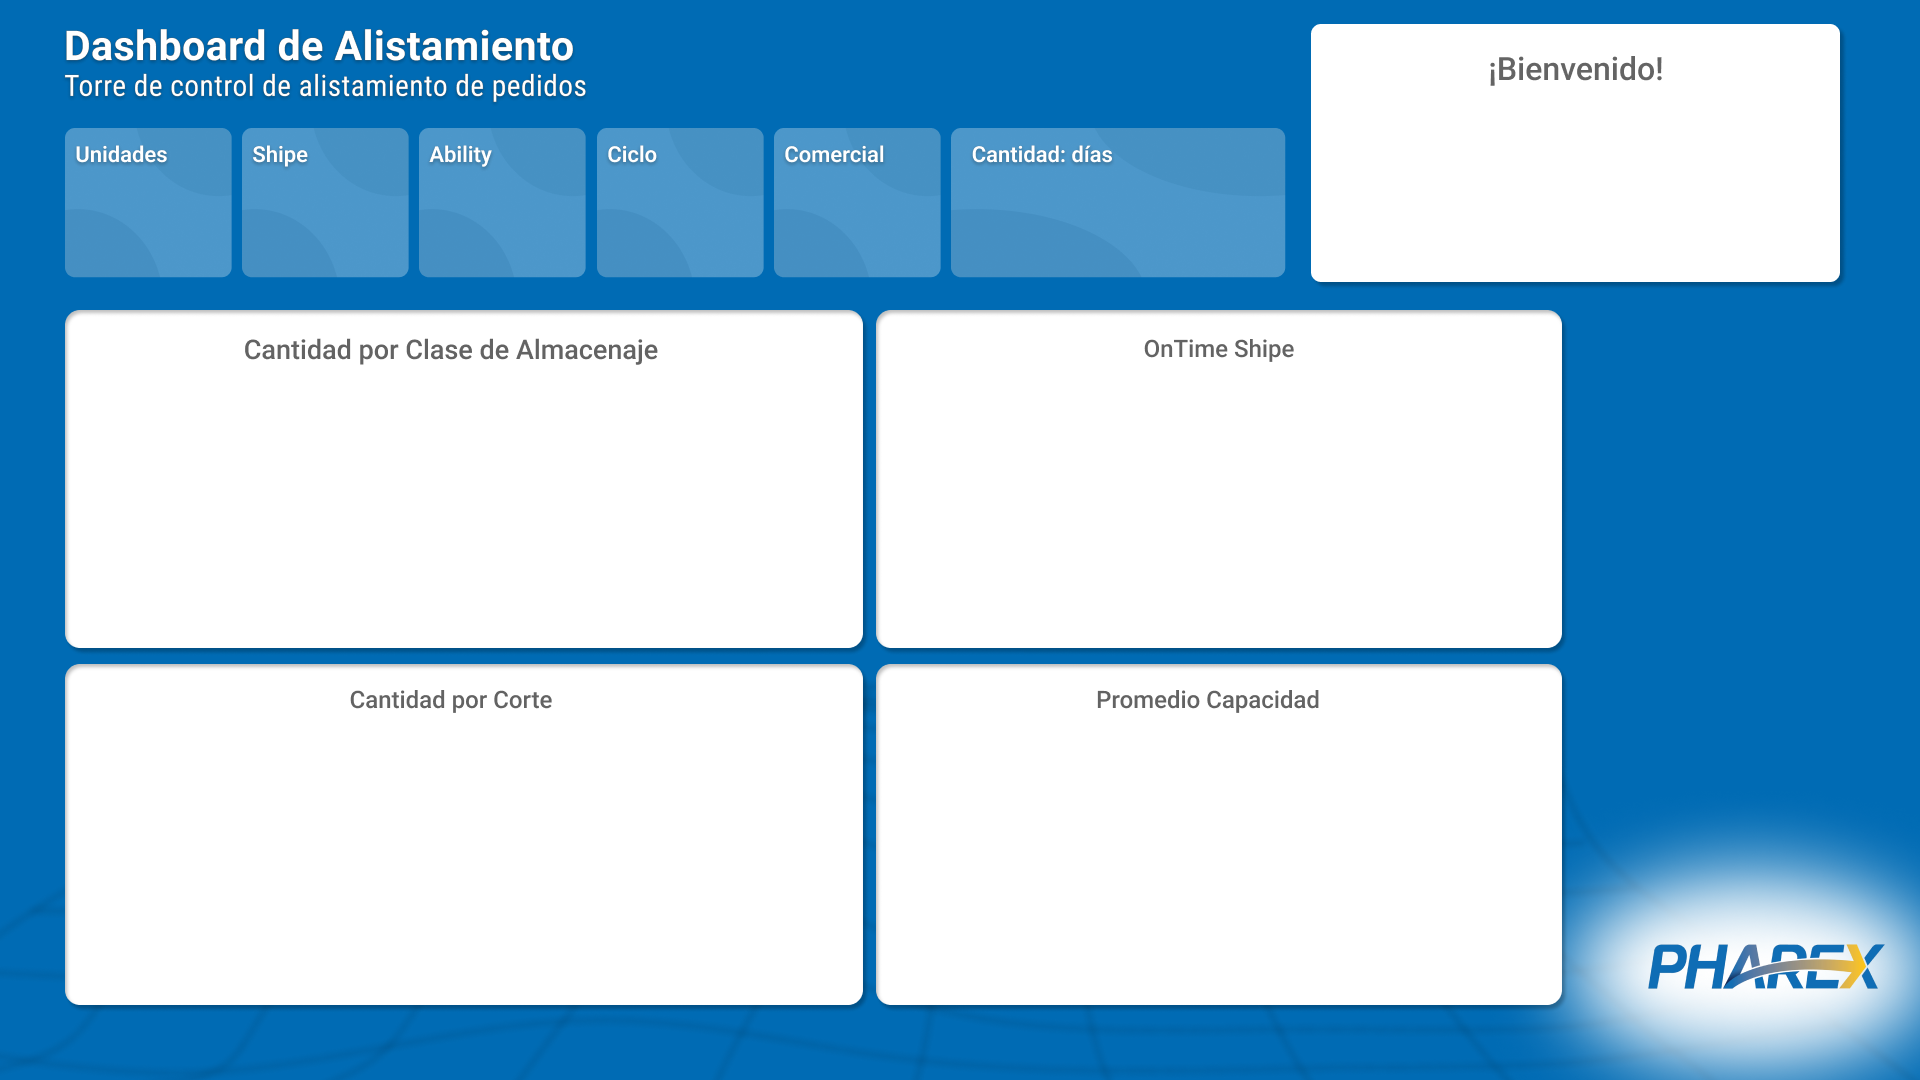 Dashboard de Alistamiento
Torre de control de alistamiento de pedidos
¡Bienvenido!
Unidades
Shipe
Ability
Ciclo
Comercial
Cantidad: días
Cantidad por Clase de Almacenaje
OnTime Shipe
Cantidad por Corte
Promedio Capacidad
PHAREX